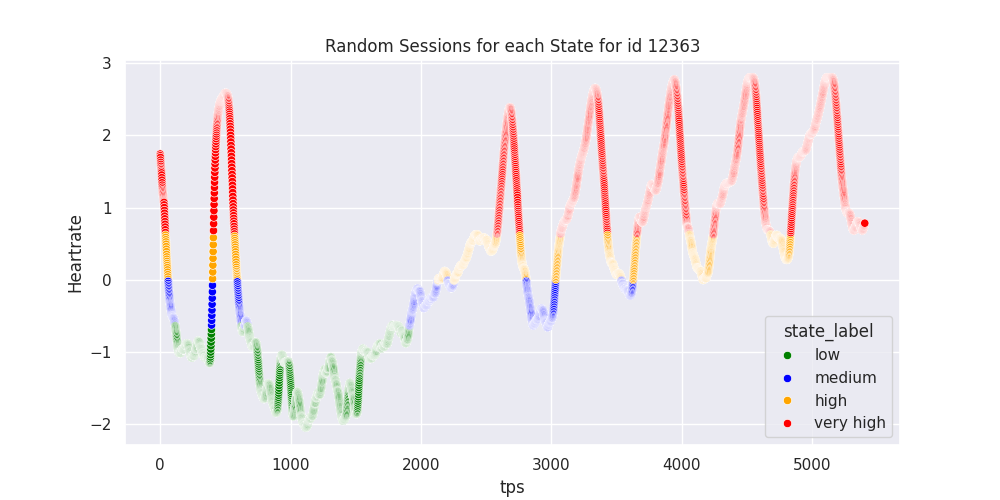 Random Sessions for each State for id 12363
Heartrate
3
2
1
0
−1
−2
0
1000
2000
3000
4000
5000
tps
state_label
low
medium
high
very high